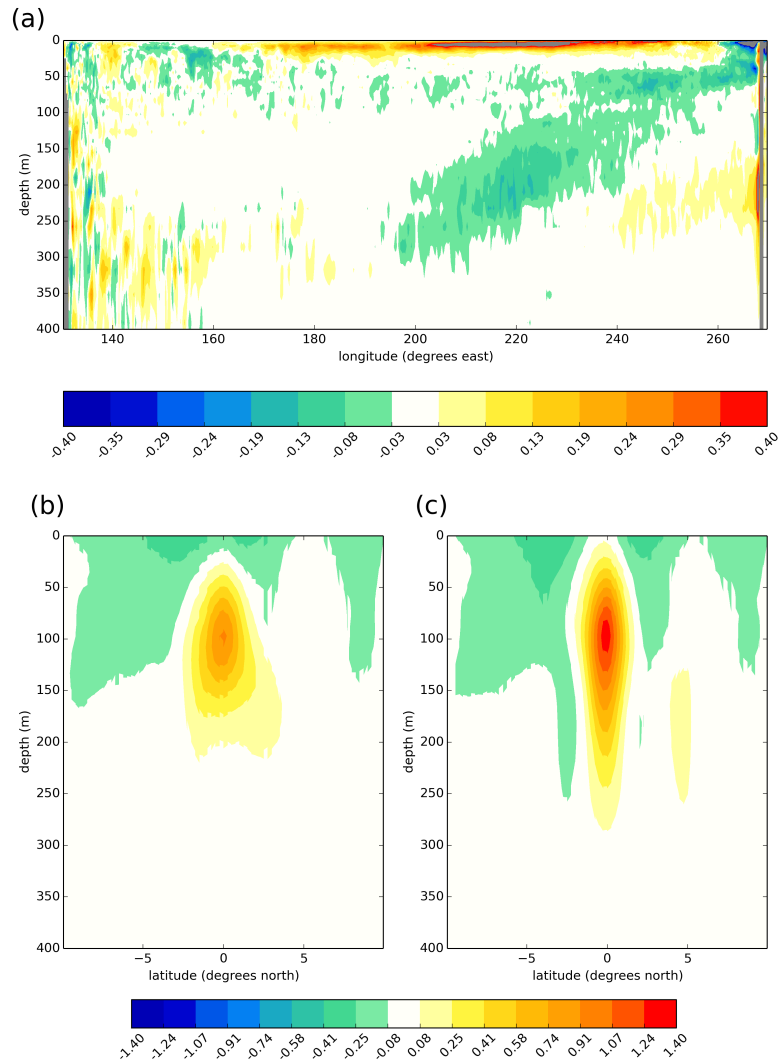 (a)
0
50
100
150
200
250
300
350
400
depth (m)
140 160 180 200 220 240 260
longitude (degrees east)
-0.40 -0.35 -0.29 -0.24 -0.19 -0.13 -0.08 -0.03 0.03 0.08 0.13 0.19 0.24 0.29 0.35 0.40
(b)
0
50
100
150
200
250
300
350
400
depth (m)
−5 0 5
latitude (degrees north)
(c)
0
50
100
150
200
250
300
350
400
depth (m)
−5 0 5
latitude (degrees north)
-1.40 -1.24 -1.07 -0.91 -0.74 -0.58 -0.41 -0.25 -0.08 0.08 0.25 0.41 0.58 0.74 0.91 1.07 1.24 1.40